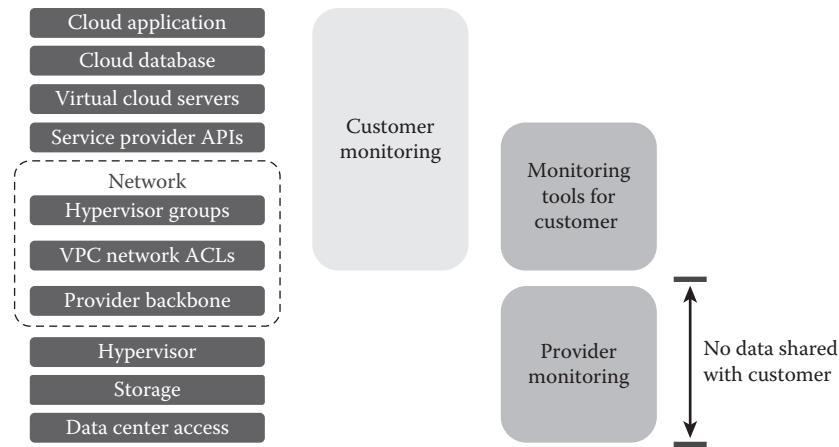 Cloud application
Cloud database
Virtual cloud servers
Service provider APIs
Network
Hypervisor groups
VPC network ACLs
Provider backbone
Hypervisor
Storage
Data center access
Customer
monitoring
Monitoring
tools for
customer
Provider
monitoring
No data shared
with customer